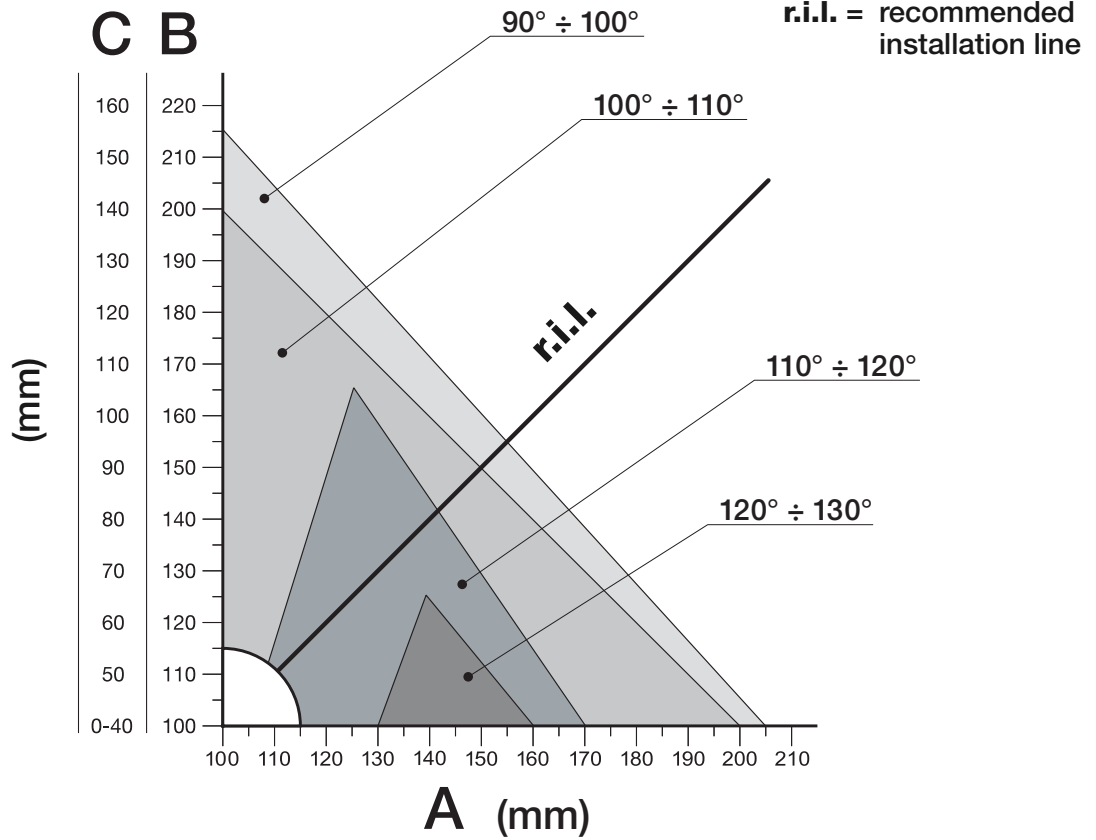 C B
90° ÷ 100°
r.i.l. = recommended
installation line
100° ÷ 110°
160 220
150 210
140 200
130 190
120 180
r.i.l.
110 170
110° ÷ 120°
(mm)
100 160
90 150
120° ÷ 130°
80 140
70 130
60 120
50 110
0-40 100
100 110 120 130 140 150 160 170 180 190 200 210
A (mm)